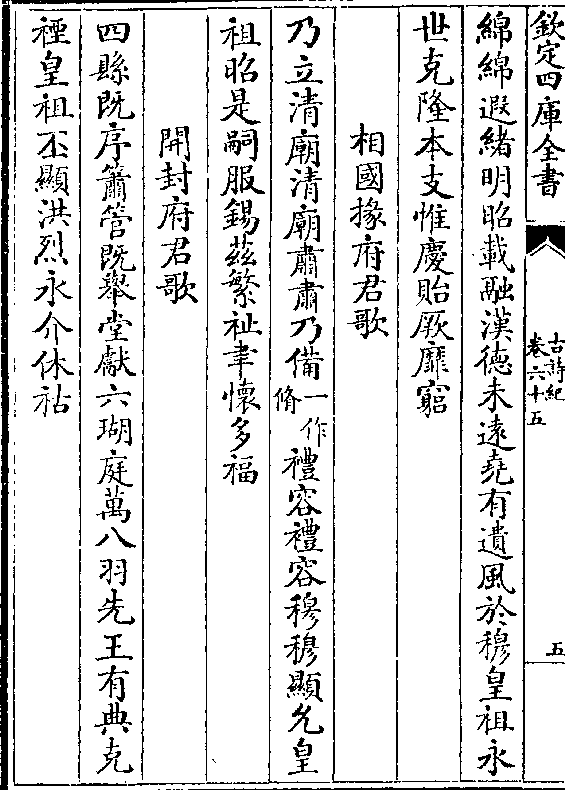 欽定四庫全書
古詩紀
卷六十五
五
綿綿遐緒明昭載融漢德未遠堯有遺風於穆皇祖永
世克隆本支惟慶貽厥靡窮
相國掾府君歌
乃立清廟清廟肅肅乃備一作脩禮容禮容穆穆顯允皇
祖昭是嗣服錫茲繁祉聿懷多福
開封府君歌
四縣既序簫管既舉堂獻六瑚庭萬八羽先王有典克
禋皇祖丕顯洪烈永介休祜